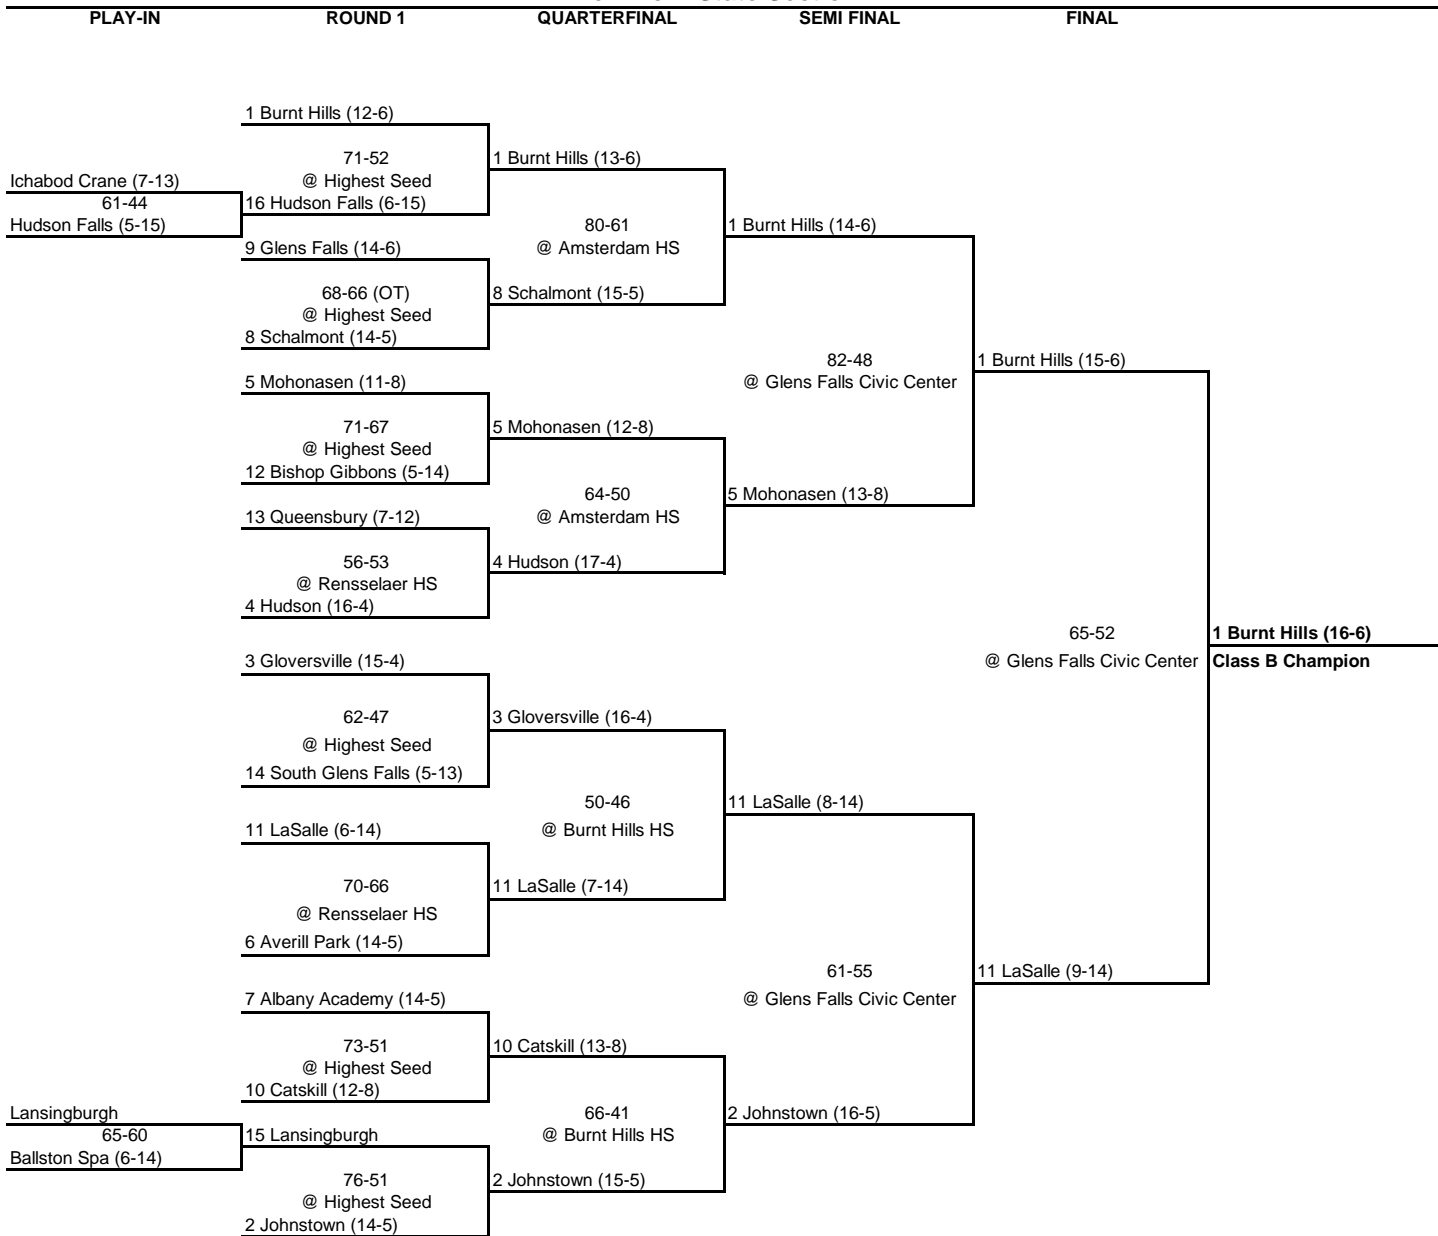 PLAY-IN ROUND 1 QUARTERFINAL SEMI FINAL FINAL
1 Burnt Hills (12-6)
71-52 1 Burnt Hills (13-6)
Ichabod Crane (7-13) @ Highest Seed
61-44 16 Hudson Falls (6-15)
Hudson Falls (5-15) 80-61 1 Burnt Hills (14-6)
9 Glens Falls (14-6) @ Amsterdam HS
68-66 (OT) 8 Schalmont (15-5)
@ Highest Seed
8 Schalmont (14-5)
82-48 1 Burnt Hills (15-6)
5 Mohonasen (11-8) @ Glens Falls Civic Center
71-67 5 Mohonasen (12-8)
@ Highest Seed
12 Bishop Gibbons (5-14)
64-50 5 Mohonasen (13-8)
13 Queensbury (7-12) @ Amsterdam HS
56-53 4 Hudson (17-4)
@ Rensselaer HS
4 Hudson (16-4)
65-52 1 Burnt Hills (16-6)
3 Gloversville (15-4) @ Glens Falls Civic Center Class B Champion
62-47 3 Gloversville (16-4)
@ Highest Seed
14 South Glens Falls (5-13)
50-46 11 LaSalle (8-14)
11 LaSalle (6-14) @ Burnt Hills HS
70-66 11 LaSalle (7-14)
@ Rensselaer HS
6 Averill Park (14-5)
61-55 11 LaSalle (9-14)
7 Albany Academy (14-5) @ Glens Falls Civic Center
73-51 10 Catskill (13-8)
@ Highest Seed
10 Catskill (12-8)
Lansingburgh 66-41 2 Johnstown (16-5)
65-60 15 Lansingburgh @ Burnt Hills HS
Ballston Spa (6-14)
76-51 2 Johnstown (15-5)
@ Highest Seed
2 Johnstown (14-5)